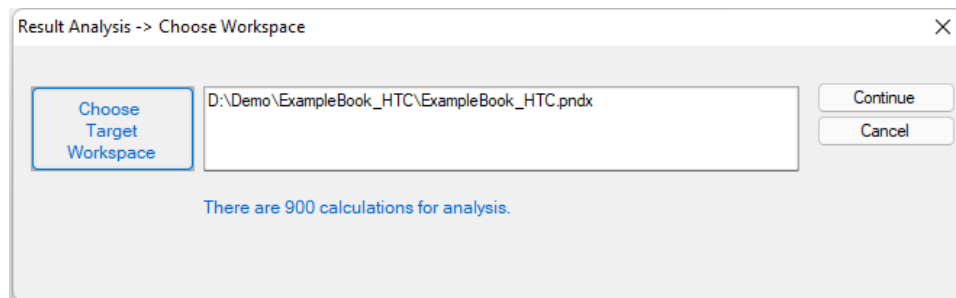 Result Analysis -> Choose Workspace
Choose
Target
Workspace
D:\Demo\ExampleBook_HTC\ExampleBook_HTC.pndx
Continue
Cancel
There are 900 calculations for analysis.